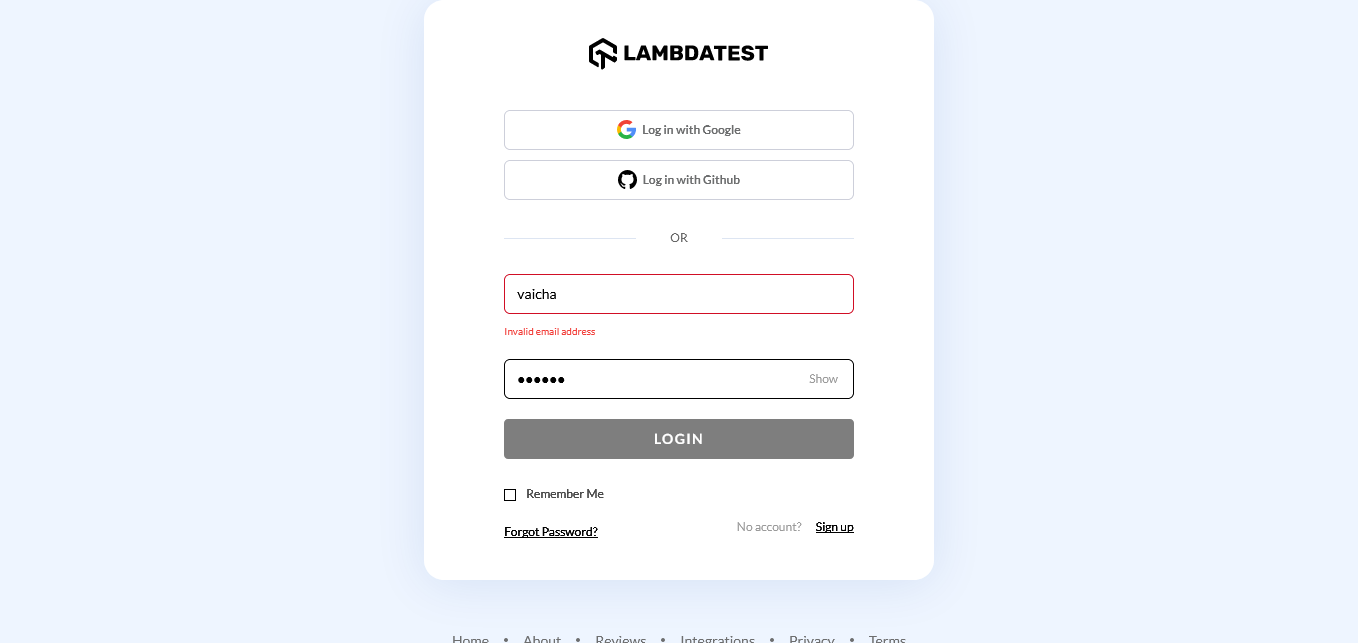 LAMBDATEST
Log in with Google
Log in with Github
OR
vaicha
Invalid email address
●●●●●● Show
LOGIN
Remember Me
Forgot Password? No account? Sign up
Home • About • Reviews • Integrations • Privacy • Terms